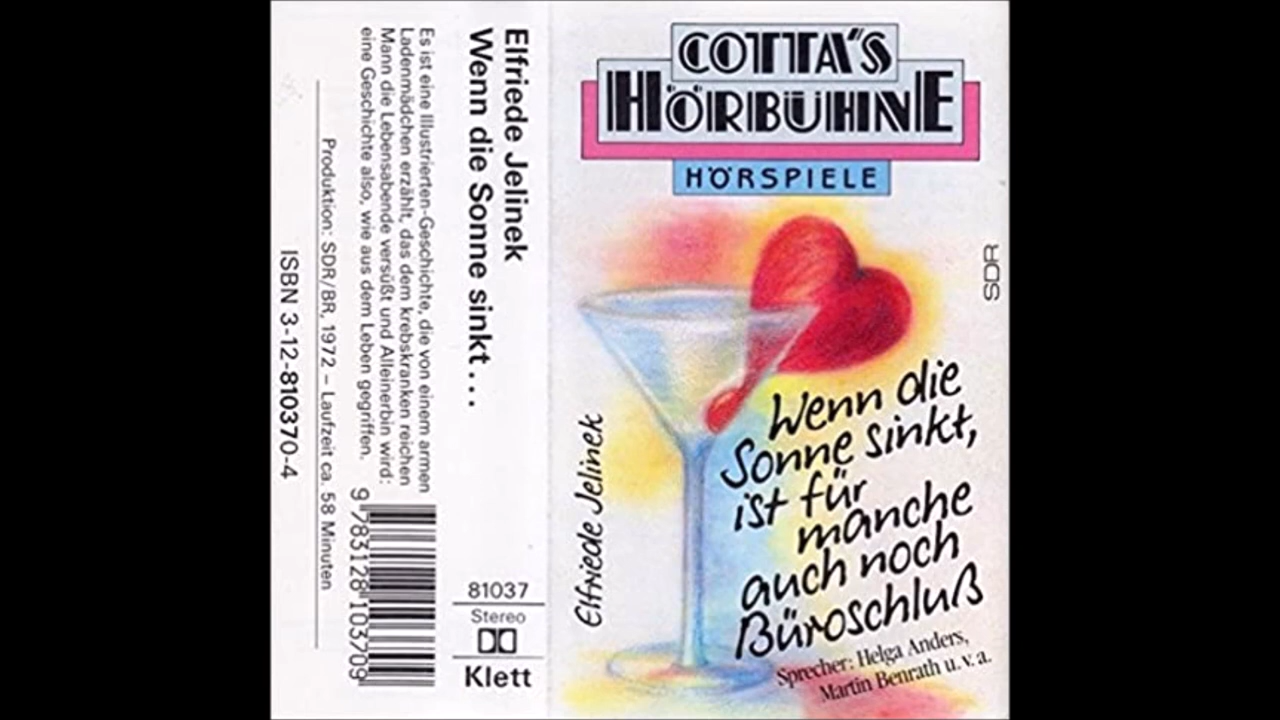 COTTA'S
HÖRBÜHNE
HÖRSPIELE
SDR
Elfriede Jelinek
Wenn die
Sonne sinkt,
ist für
manche
auch noch
Büroschluß
Sprecher: Helga Anders,
Martin Benrath u. v. a.
Elfriede Jelinek
Wenn die Sonne sinkt...
81037
Stereo
Klett
Es ist eine Illustrierten-Geschichte, die von einem armen
Ladenmädchen erzählt, das dem krebskranken reichen
Mann die Lebensabende versüßt und Alleinerbin wird:
eine Geschichte also, wie aus dem Leben gegriffen.
Produktion: SDR/BR, 1972 – Laufzeit ca. 58 Minuten
ISBN 3-12-810370-4
9 783128 103709